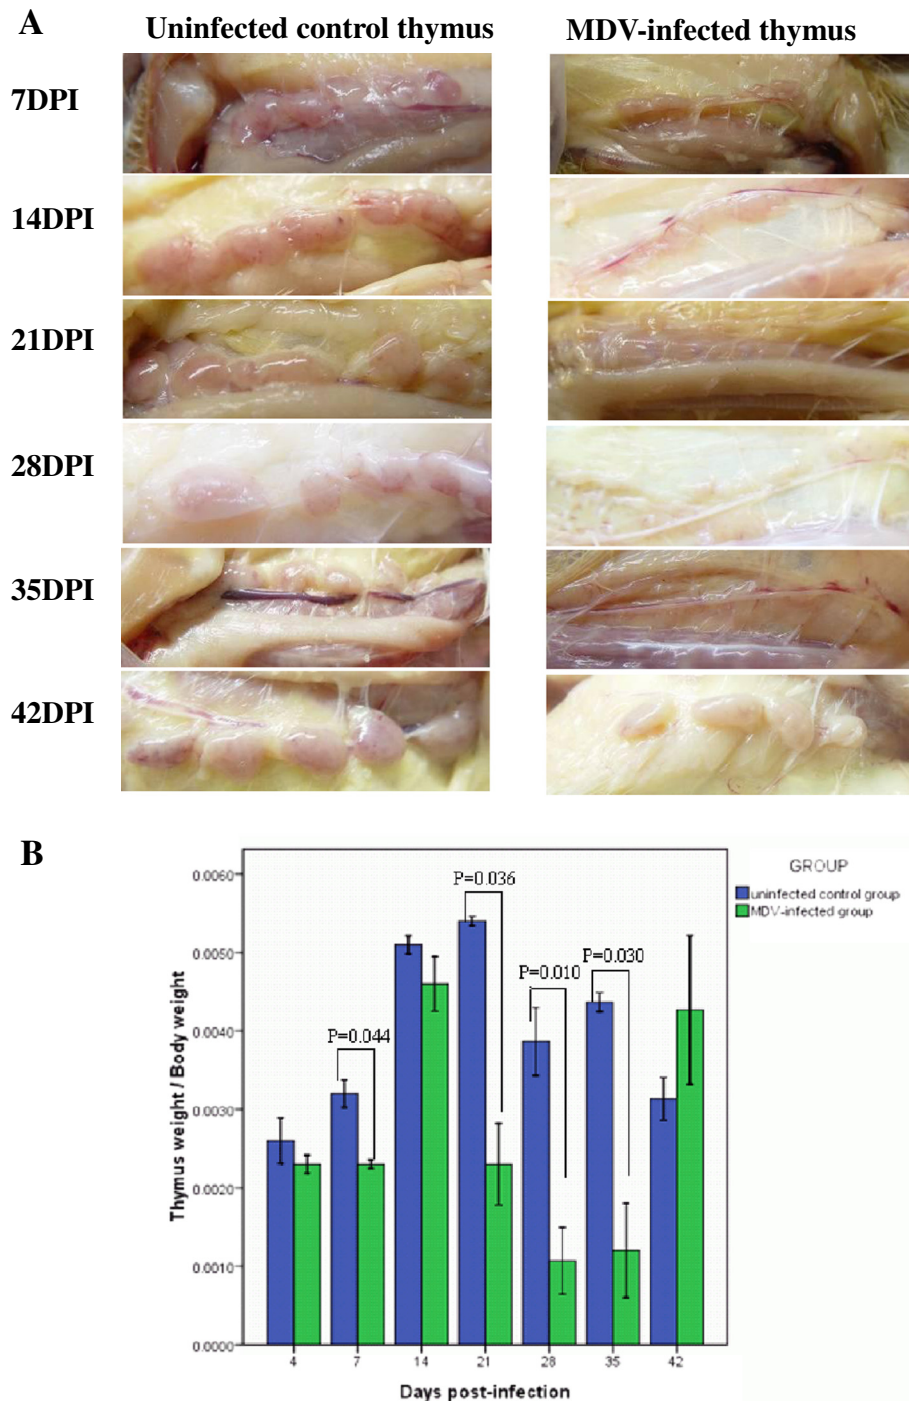 A
Uninfected control thymus
MDV-infected thymus
7DPI
14DPI
21DPI
28DPI
35DPI
42DPI
B
GROUP
uninfected control group
MDV-infected group
0.0060
0.0050
0.0040
0.0030
0.0020
0.0010
0.0000
Thymus weight / Body weight
P=0.044
P=0.036
P=0.010
P=0.030
4 7 14 21 28 35 42
Days post-infection